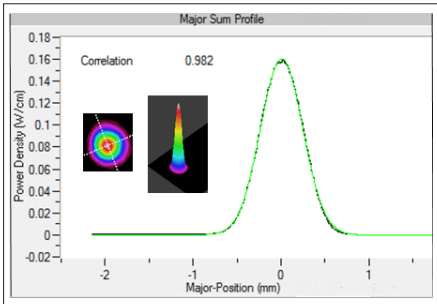 Major Sum Profile
0.18
0.16
0.14
0.12
0.1
0.08
0.06
0.04
0.02
0
-0.02
Power Density (W/cm)
Correlation 0.982
-2 -1 0 1
Major-Position (mm)